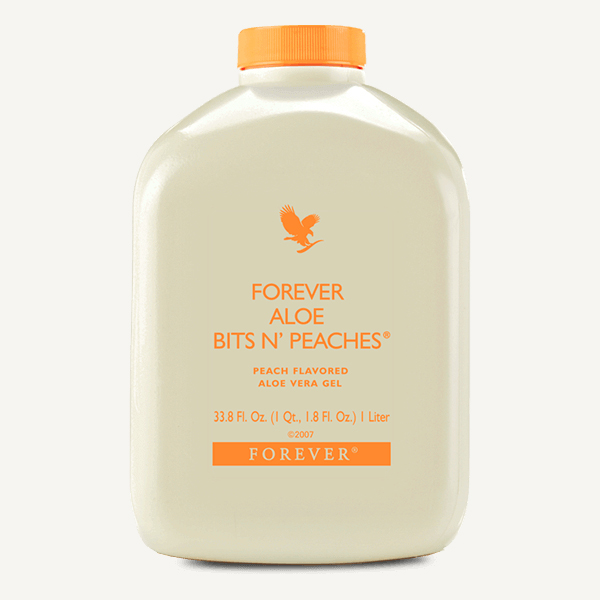 FOREVER
ALOE
BITS N' PEACHES®
PEACH FLAVORED
ALOE VERA GEL
33.8 Fl. Oz. (1 Qt., 1.8 Fl. Oz.) 1 Liter
©2007
FOREVER®